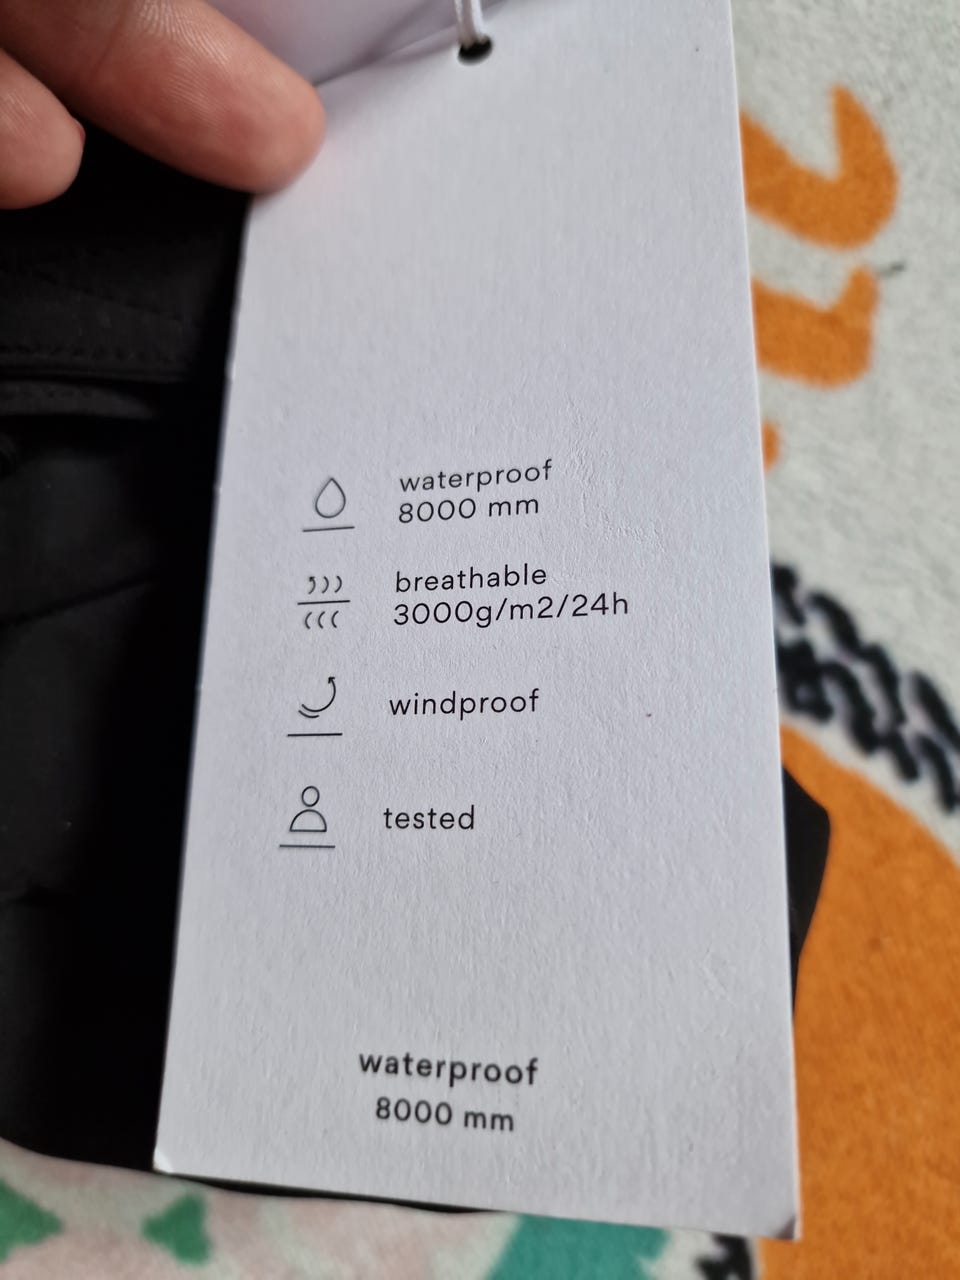 waterproof
8000 mm
breathable
3000g/m2/24h
windproof
tested
waterproof
8000 mm